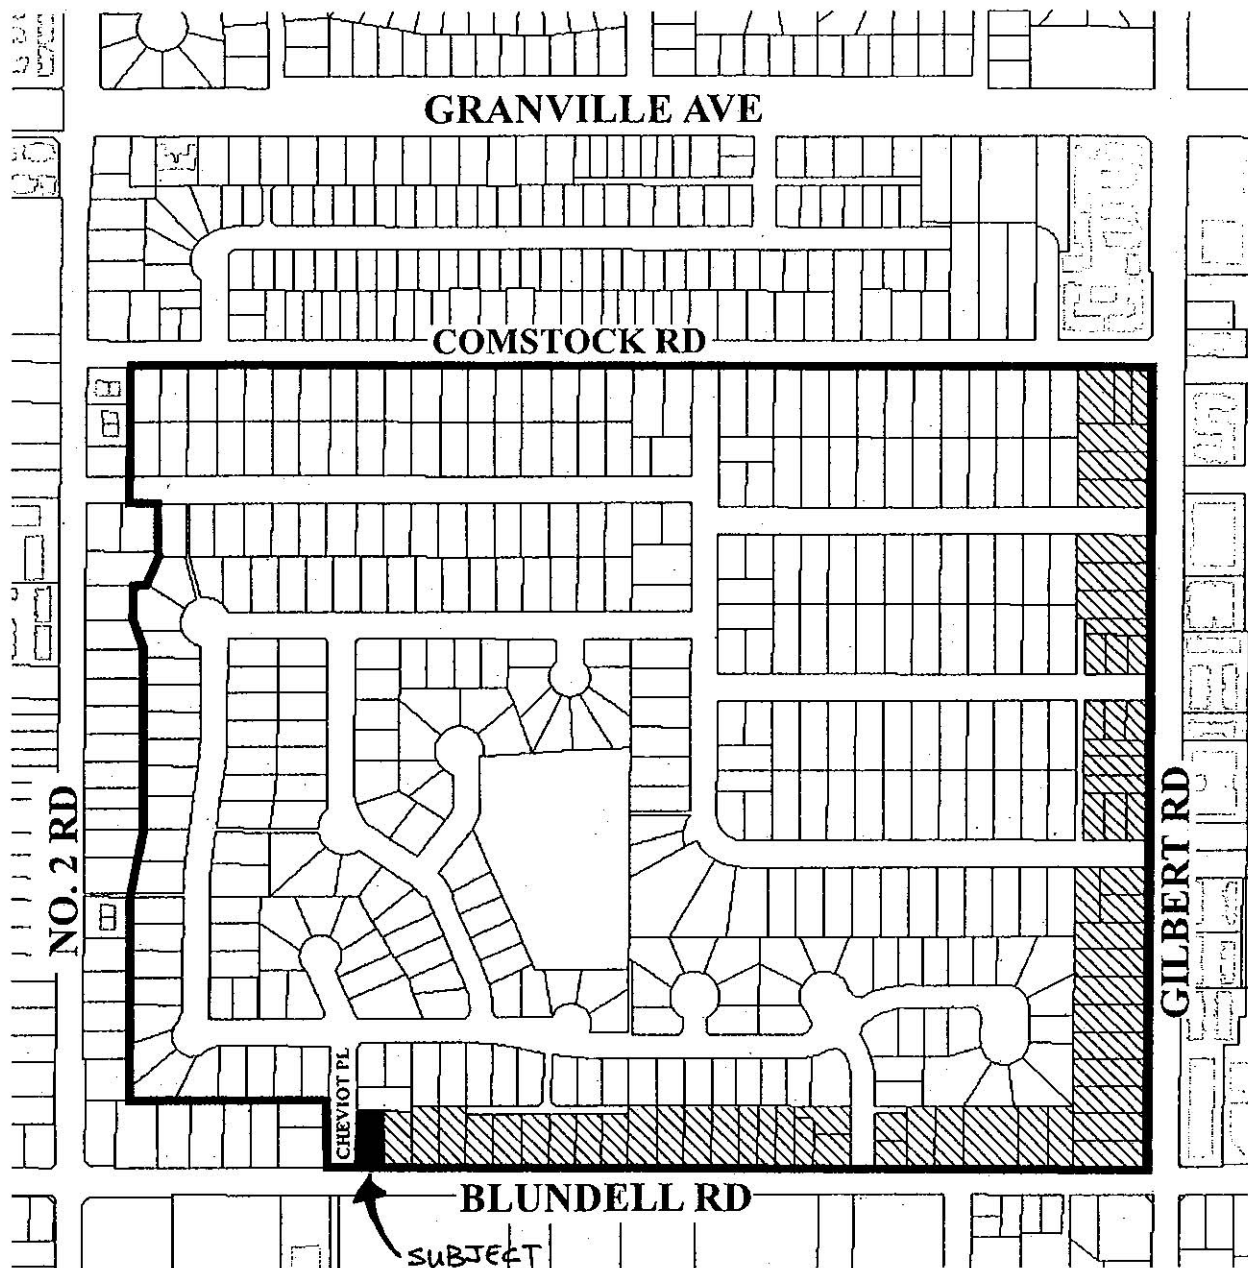 GRANVILLE AVE
COMSTOCK RD
NO. 2 RD
GILBERT RD
CHEVIOT PL
BLUNDELL RD
SUBJECT